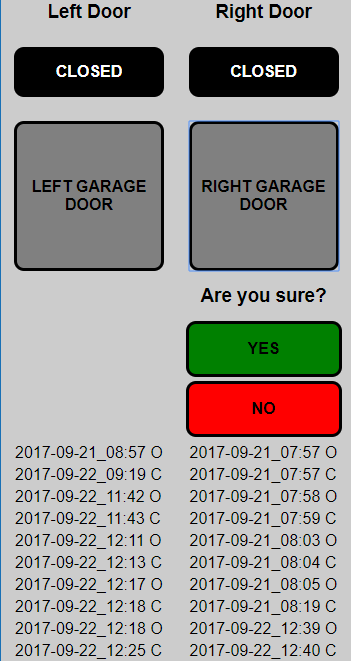 Left Door
Right Door
CLOSED
CLOSED
LEFT GARAGE
DOOR
RIGHT GARAGE
DOOR
Are you sure?
YES
NO
2017-09-21_08:57 O
2017-09-22_09:19 C
2017-09-22_11:42 O
2017-09-22_11:43 C
2017-09-22_12:11 O
2017-09-22_12:13 C
2017-09-22_12:17 O
2017-09-22_12:18 C
2017-09-22_12:18 O
2017-09-22_12:25 C
2017-09-21_07:57 O
2017-09-21_07:57 C
2017-09-21_07:58 O
2017-09-21_07:59 C
2017-09-21_08:03 O
2017-09-21_08:04 C
2017-09-21_08:05 O
2017-09-21_08:19 C
2017-09-22_12:39 O
2017-09-22_12:40 C